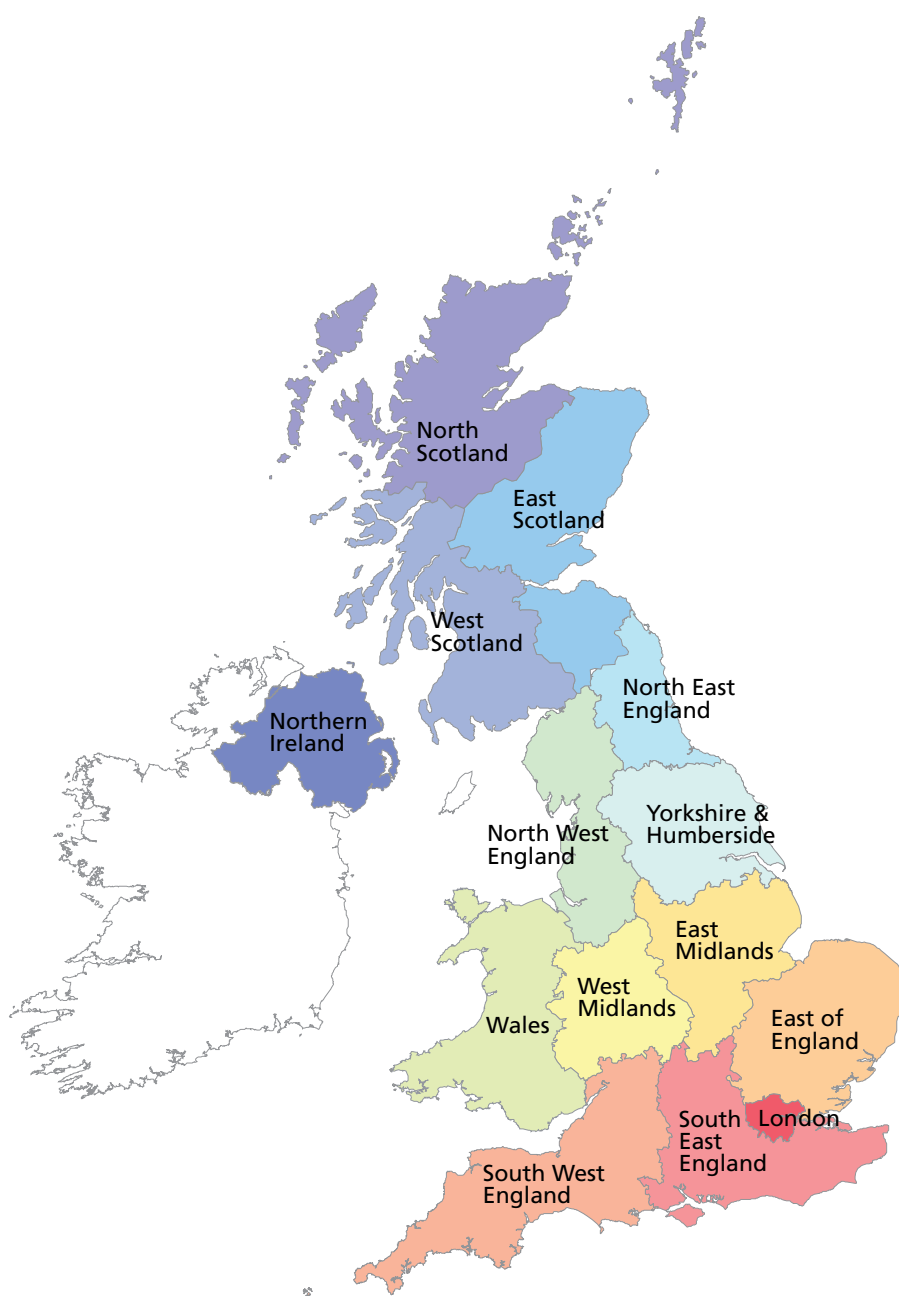 North
Scotland
East
Scotland
West
Scotland
North East
England
Northern
Ireland
Yorkshire &
Humberside
North West
England
East
Midlands
West
Midlands
Wales
East of
England
London
South
East
England
South West
England